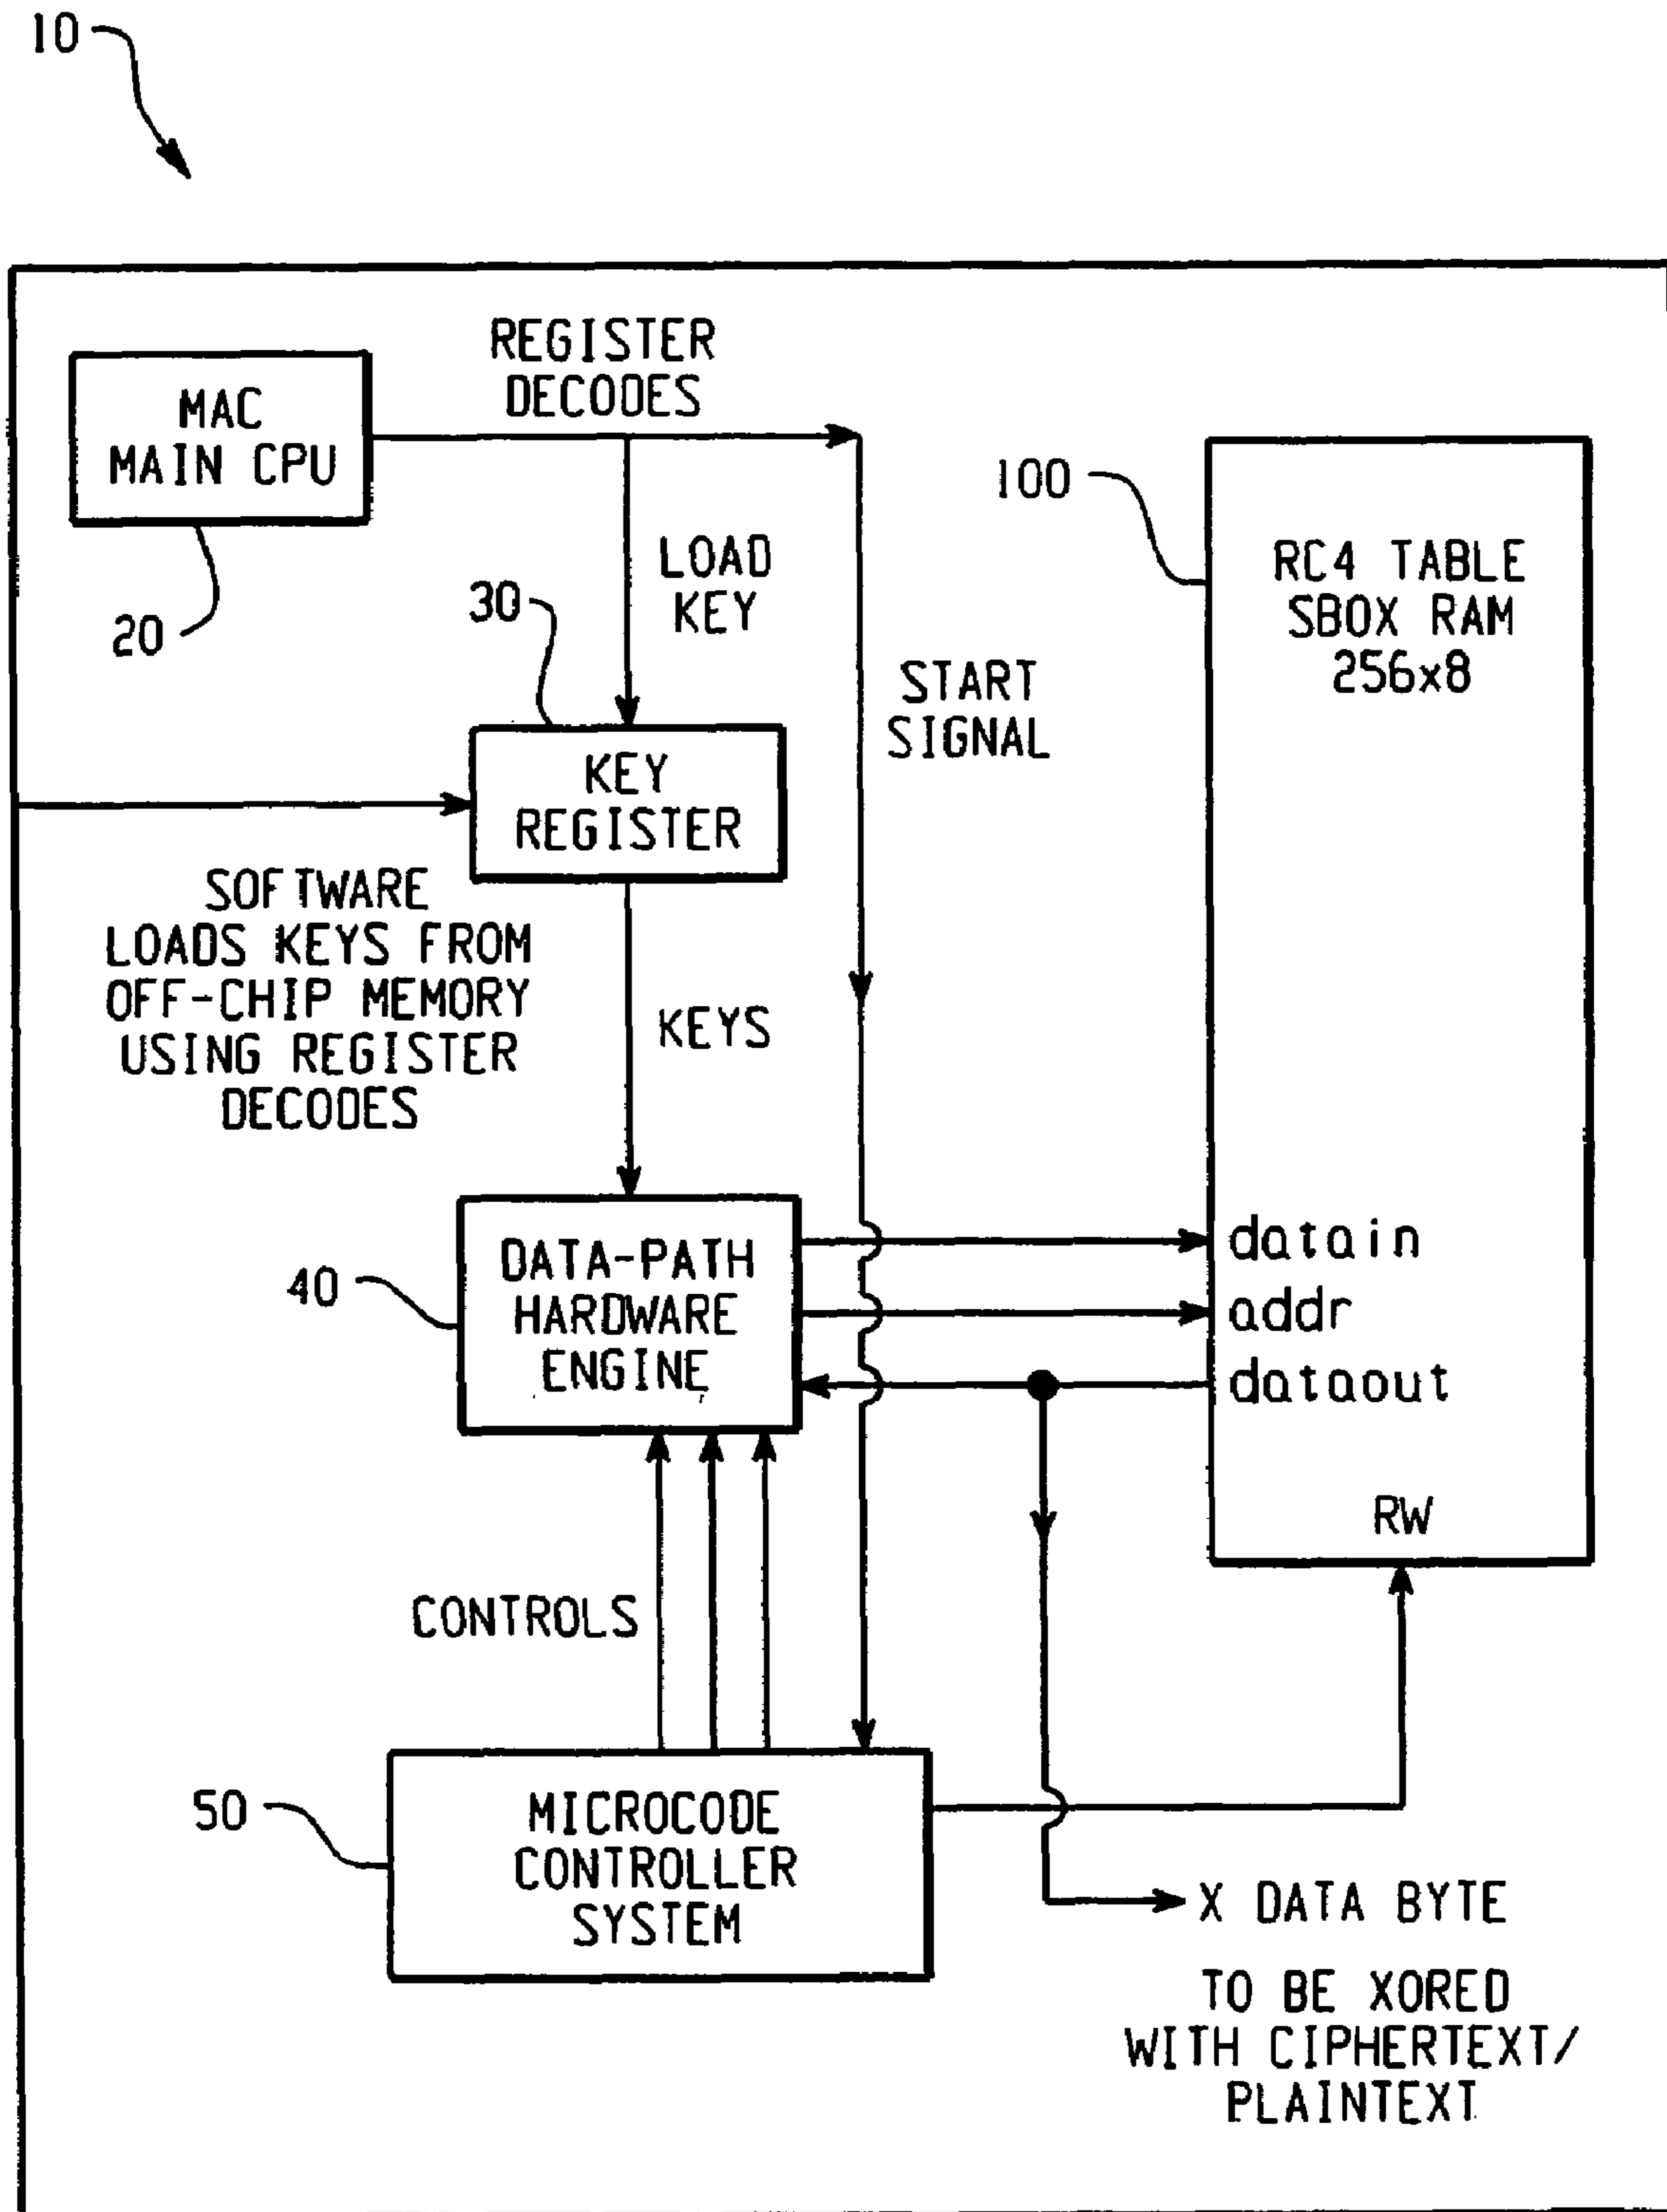 10
REGISTER
DECODES
MAC
MAIN CPU
20
LOAD
KEY
30
100
RC4 TABLE
SBOX RAM
256x8
START
SIGNAL
KEY
REGISTER
SOFTWARE
LOADS KEYS FROM
OFF-CHIP MEMORY
USING REGISTER
DECODES
KEYS
40
DATA-PATH
HARDWARE
ENGINE
datain
addr
dataout
RW
CONTROLS
50
MICROCODE
CONTROLLER
SYSTEM
X DATA BYTE
TO BE XORED
WITH CIPHERTEXT/
PLAINTEXT